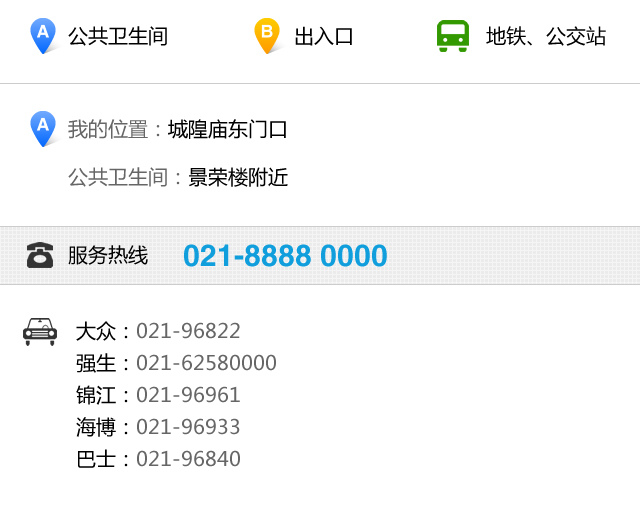 A 公共卫生间 B 出入口 地铁、公交站
A 我的位置：城隍庙东门口
公共卫生间：景荣楼附近
服务热线 021-8888 0000
大众：021-96822
强生：021-62580000
锦江：021-96961
海博：021-96933
巴士：021-96840